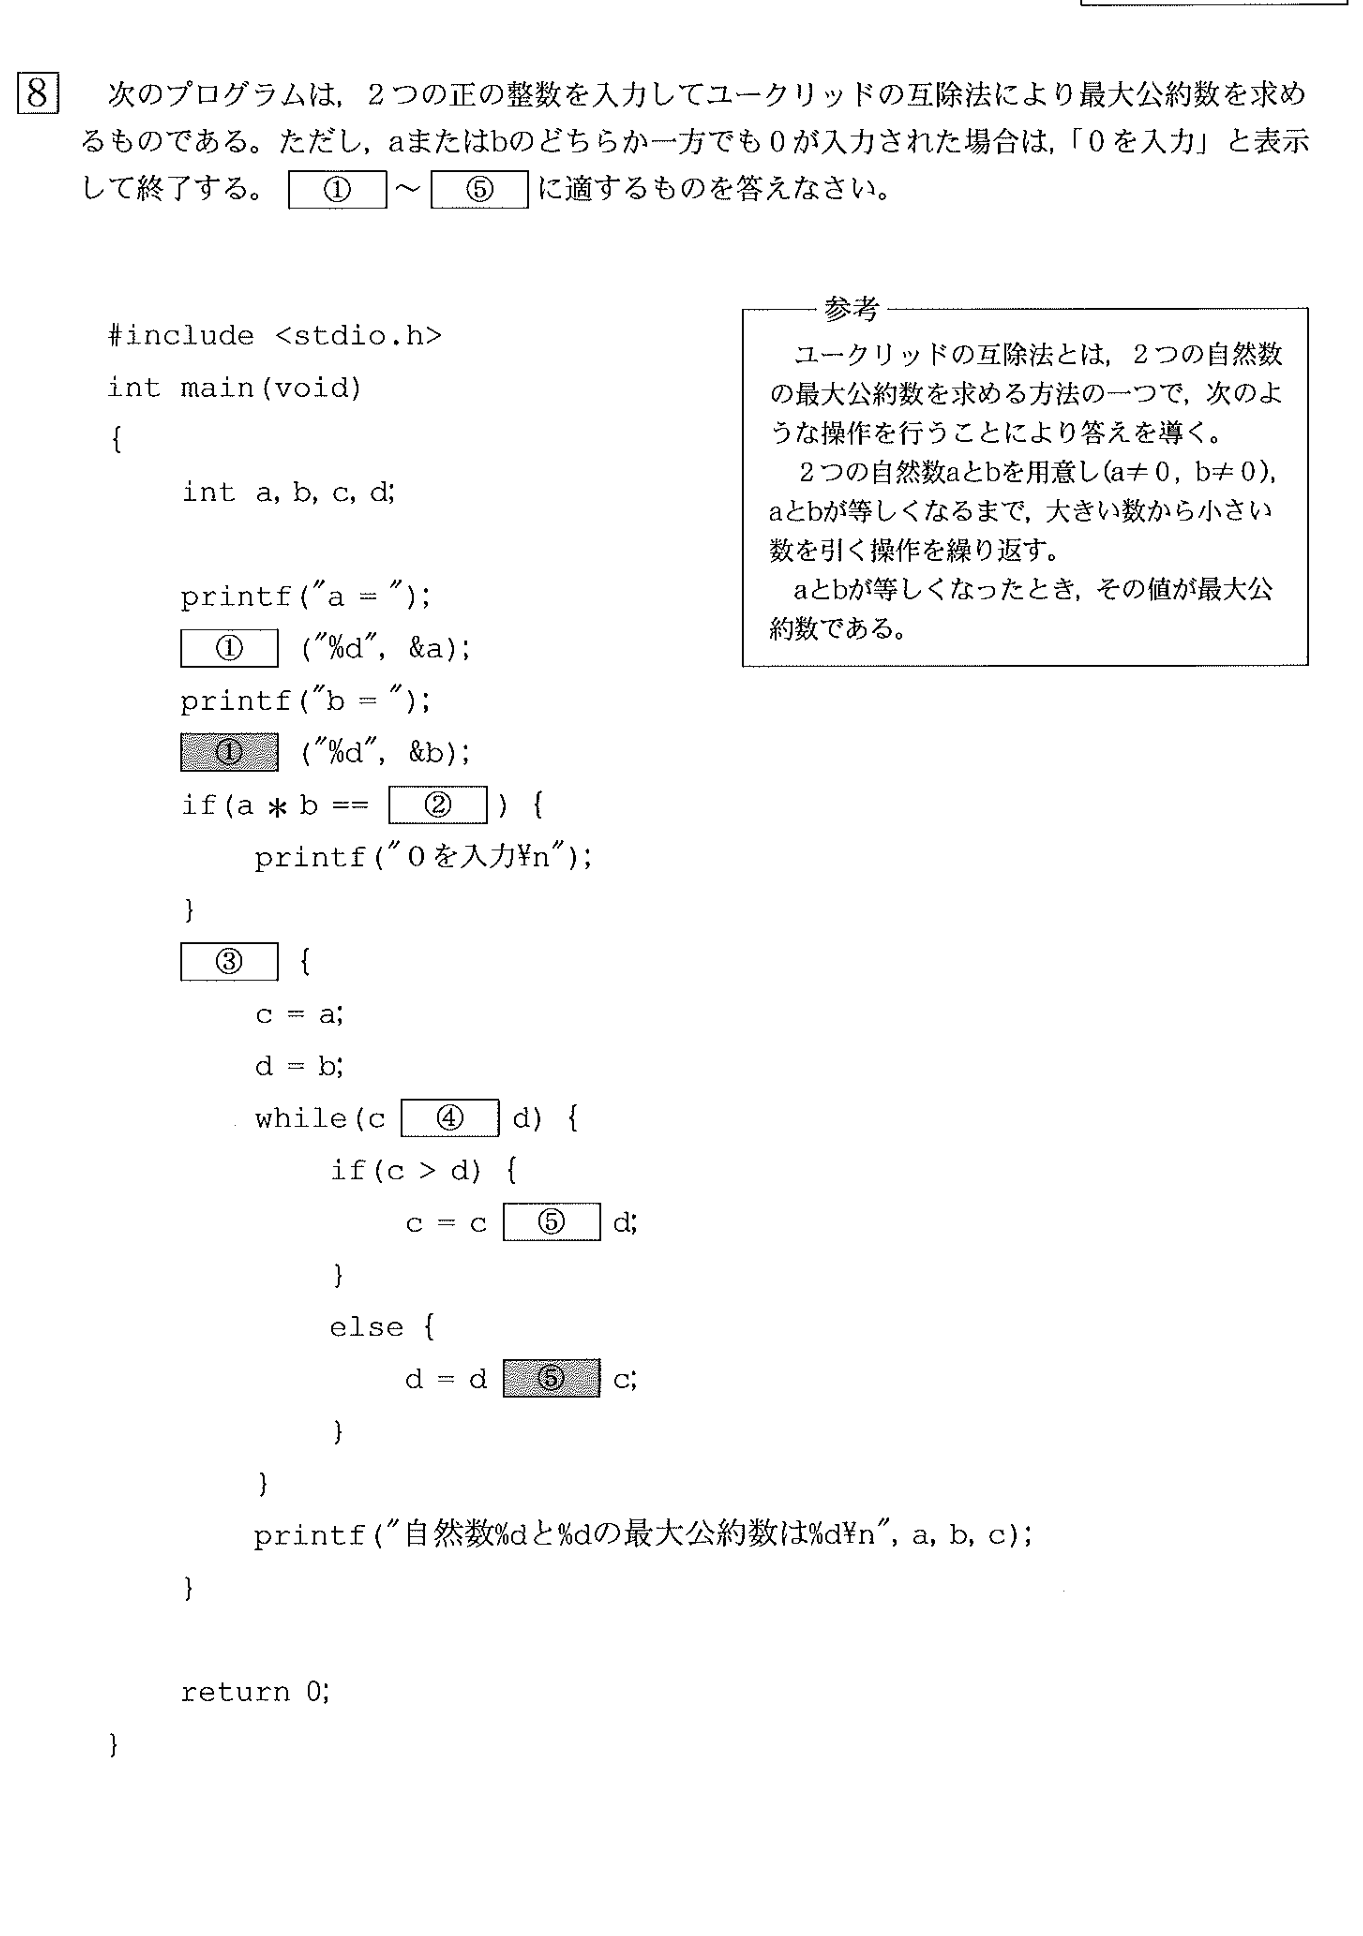 8 次のプログラムは，２つの正の整数を入力してユークリッドの互除法により最大公約数を求め
るものである。ただし，aまたはbのどちらか一方でも０が入力された場合は，「０を入力」と表示
して終了する。 ① ～ ⑤ に適するものを答えなさい。
#include <stdio.h>
int main(void)
{
int a, b, c, d;
printf("a = ");
① ("%d", &a);
printf("b = ");
① ("%d", &b);
if(a * b == ② ) {
printf("０を入力¥n");
}
③ {
c = a;
d = b;
while(c ④ d) {
if(c > d) {
c = c ⑤ d;
}
else {
d = d ⑤ c;
}
}
printf("自然数%dと%dの最大公約数は%d¥n", a, b, c);
}
return 0;
}
参考
ユークリッドの互除法とは，２つの自然数
の最大公約数を求める方法の一つで，次のよ
うな操作を行うことにより答えを導く。
２つの自然数aとbを用意し(a≠０, b≠０)，
aとbが等しくなるまで，大きい数から小さい
数を引く操作を繰り返す。
aとbが等しくなったとき，その値が最大公
約数である。